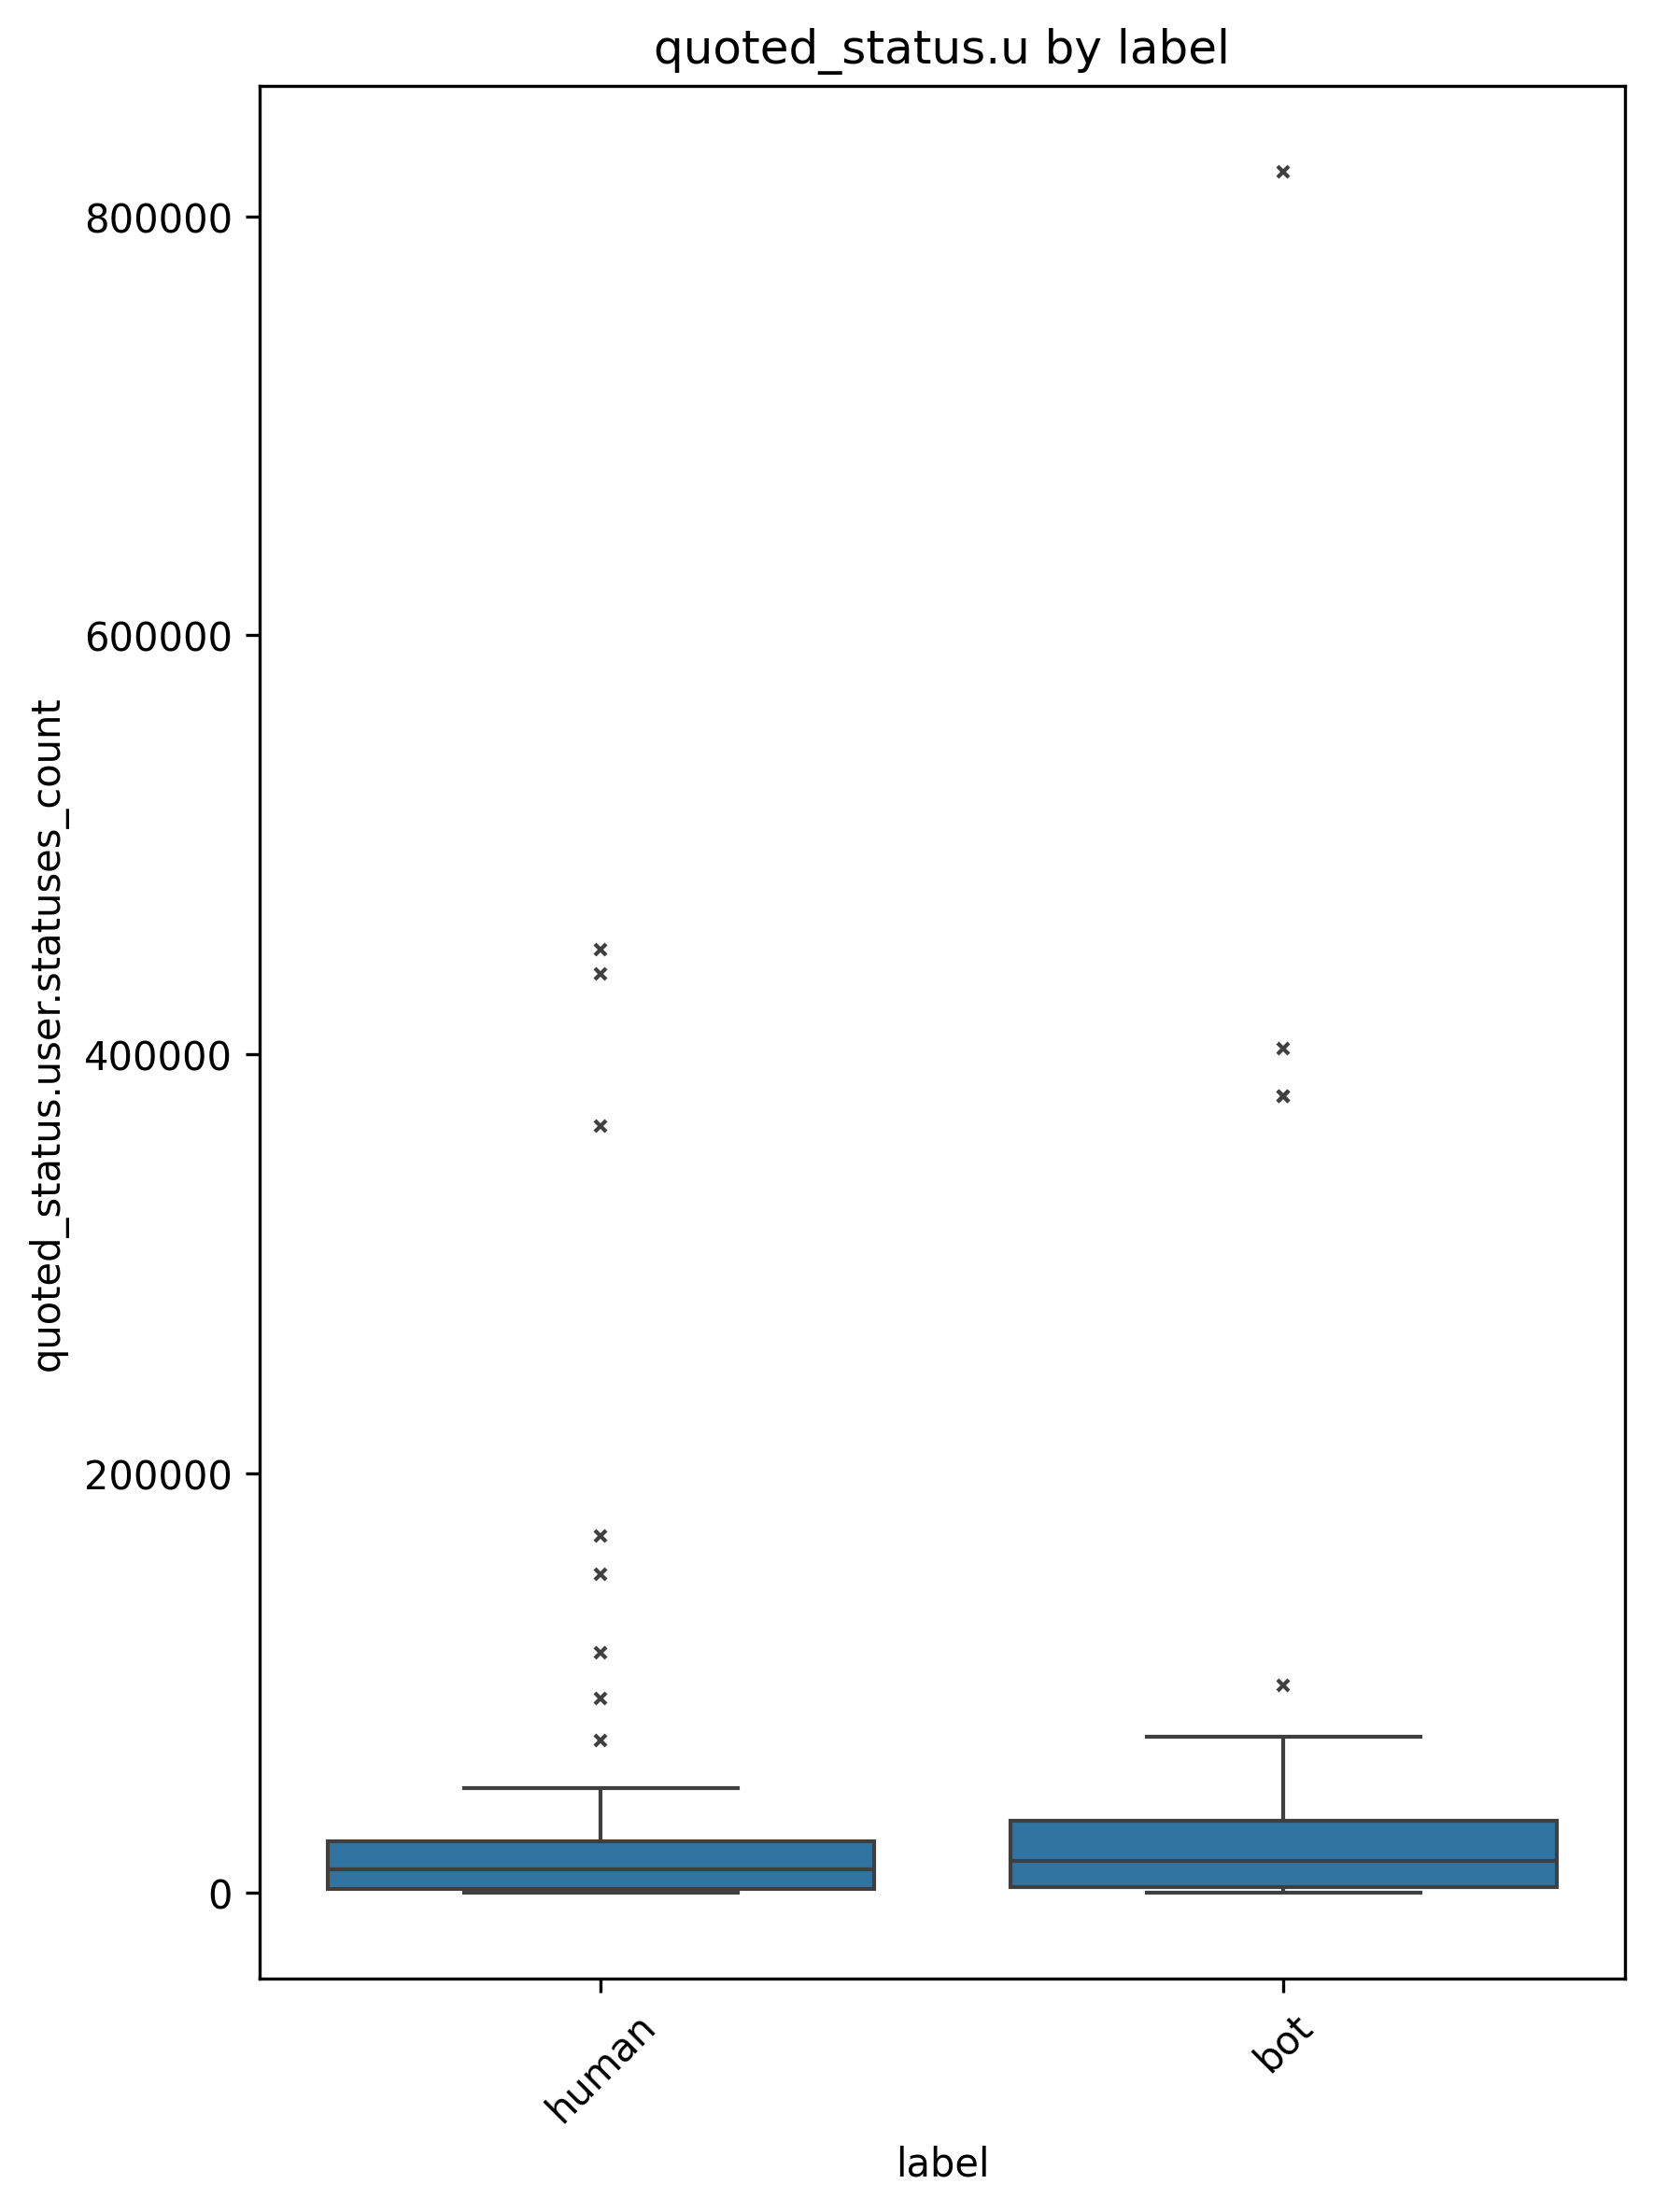 quoted_status.u by label
quoted_status.user.statuses_count
800000
600000
400000
200000
0
human
bot
label